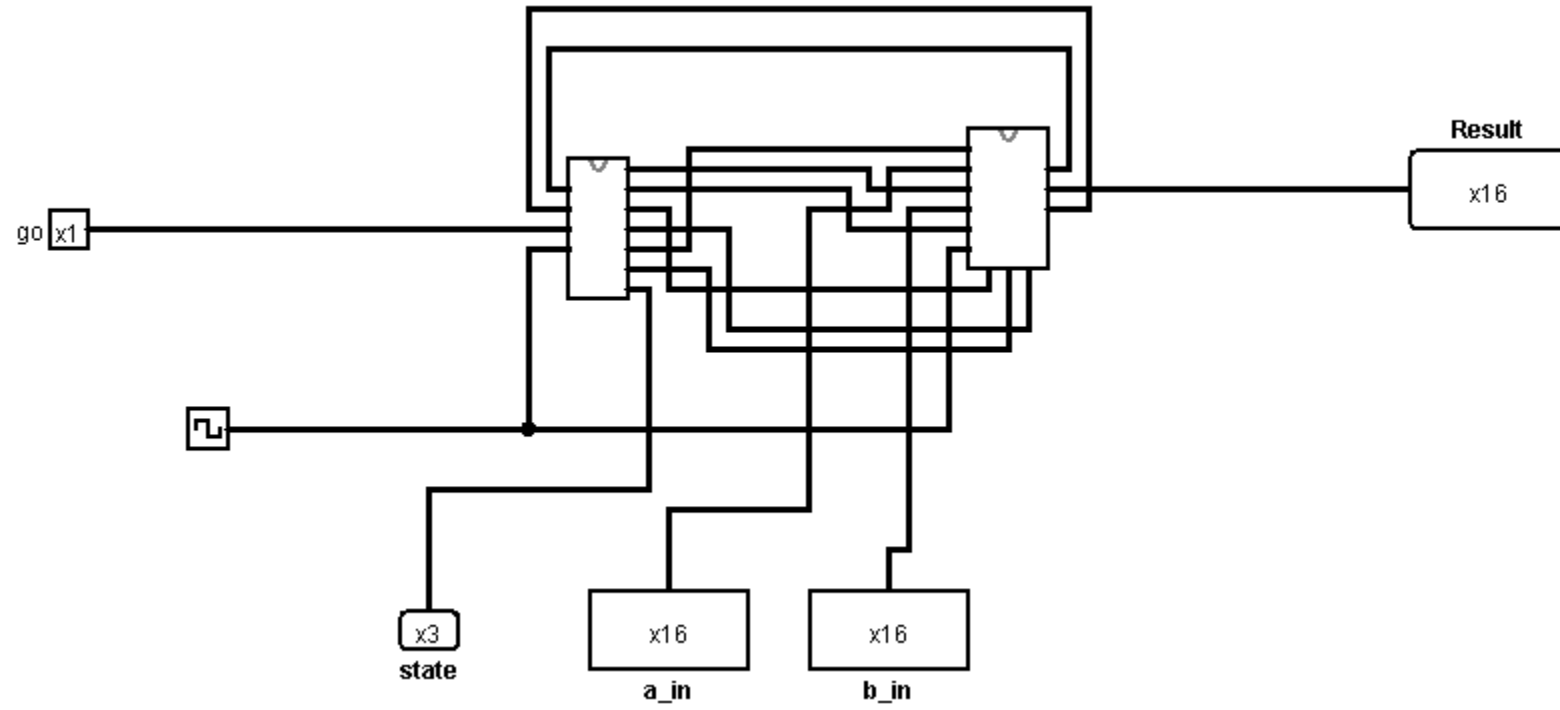 Result
x16
go x1
x3
state
x16
a_in
x16
b_in